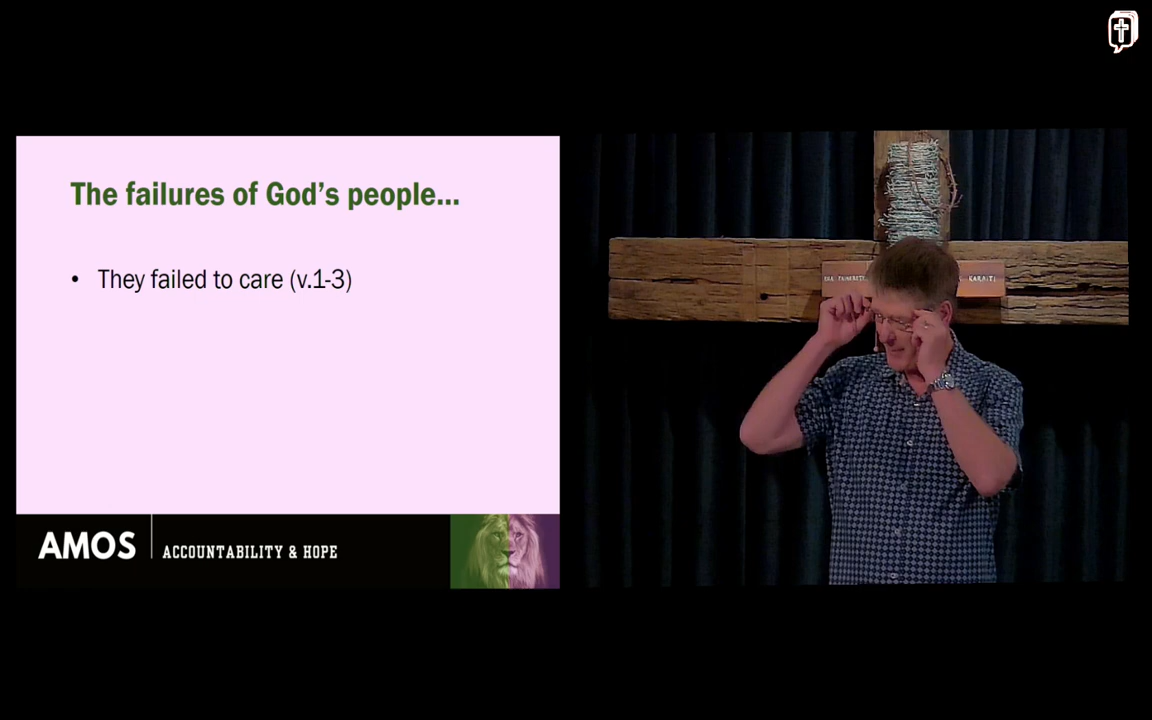 The failures of God's people...
• They failed to care (v.1-3)
AMOS
ACCOUNTABILITY & HOPE